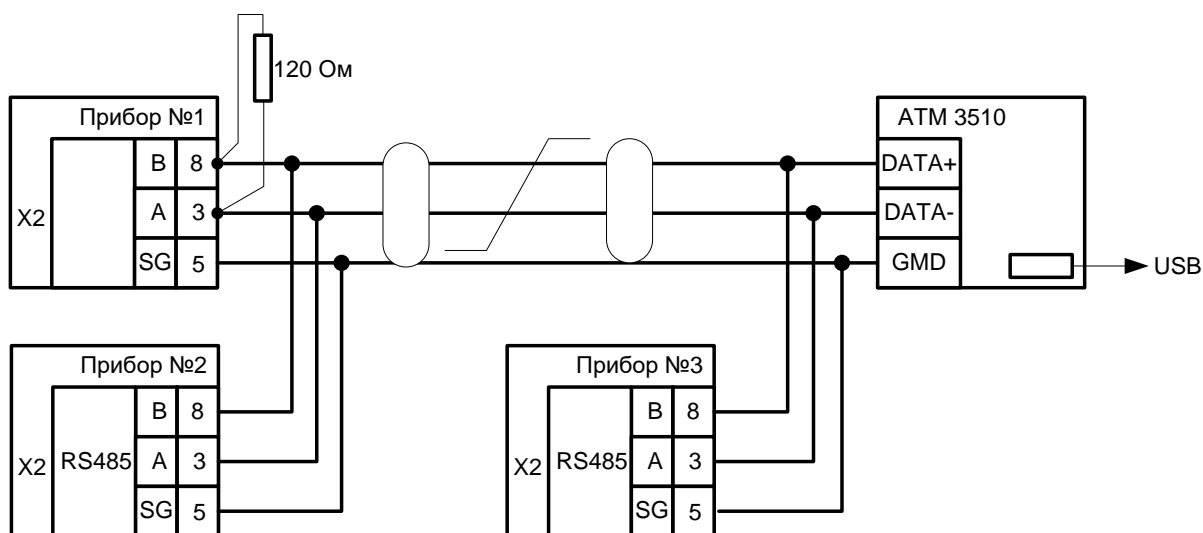 120 Ом
Прибор №1
X2
B 8
A 3
SG 5
ATM 3510
DATA+
DATA-
GMD
USB
Прибор №2
X2
RS485
B 8
A 3
SG 5
Прибор №3
X2
RS485
B 8
A 3
SG 5